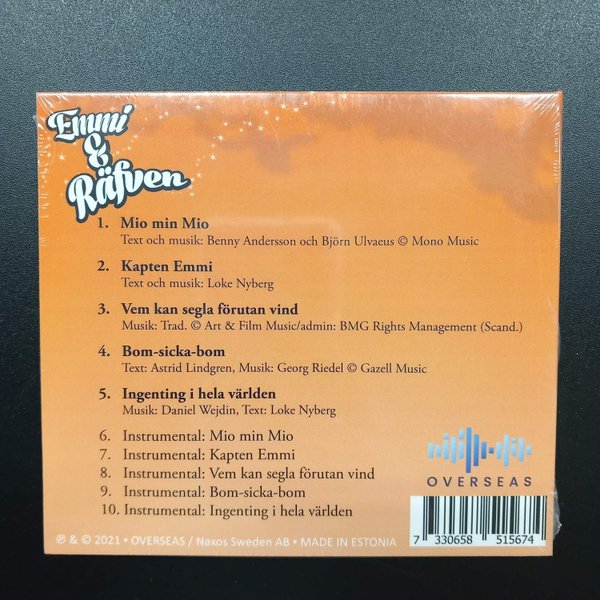 Emmi
&
Räfven
1. Mio min Mio
Text och musik: Benny Andersson och Björn Ulvaeus © Mono Music
2. Kapten Emmi
Text och musik: Loke Nyberg
3. Vem kan segla förutan vind
Musik: Trad. © Art & Film Music/admin: BMG Rights Management (Scand.)
4. Bom-sicka-bom
Text: Astrid Lindgren, Musik: Georg Riedel © Gazell Music
5. Ingenting i hela världen
Musik: Daniel Wejdin, Text: Loke Nyberg
6. Instrumental: Mio min Mio
7. Instrumental: Kapten Emmi
8. Instrumental: Vem kan segla förutan vind
9. Instrumental: Bom-sicka-bom
10. Instrumental: Ingenting i hela världen
OVERSEAS
℗ & © 2021 • OVERSEAS / Naxos Sweden AB • MADE IN ESTONIA
7 330658 515674